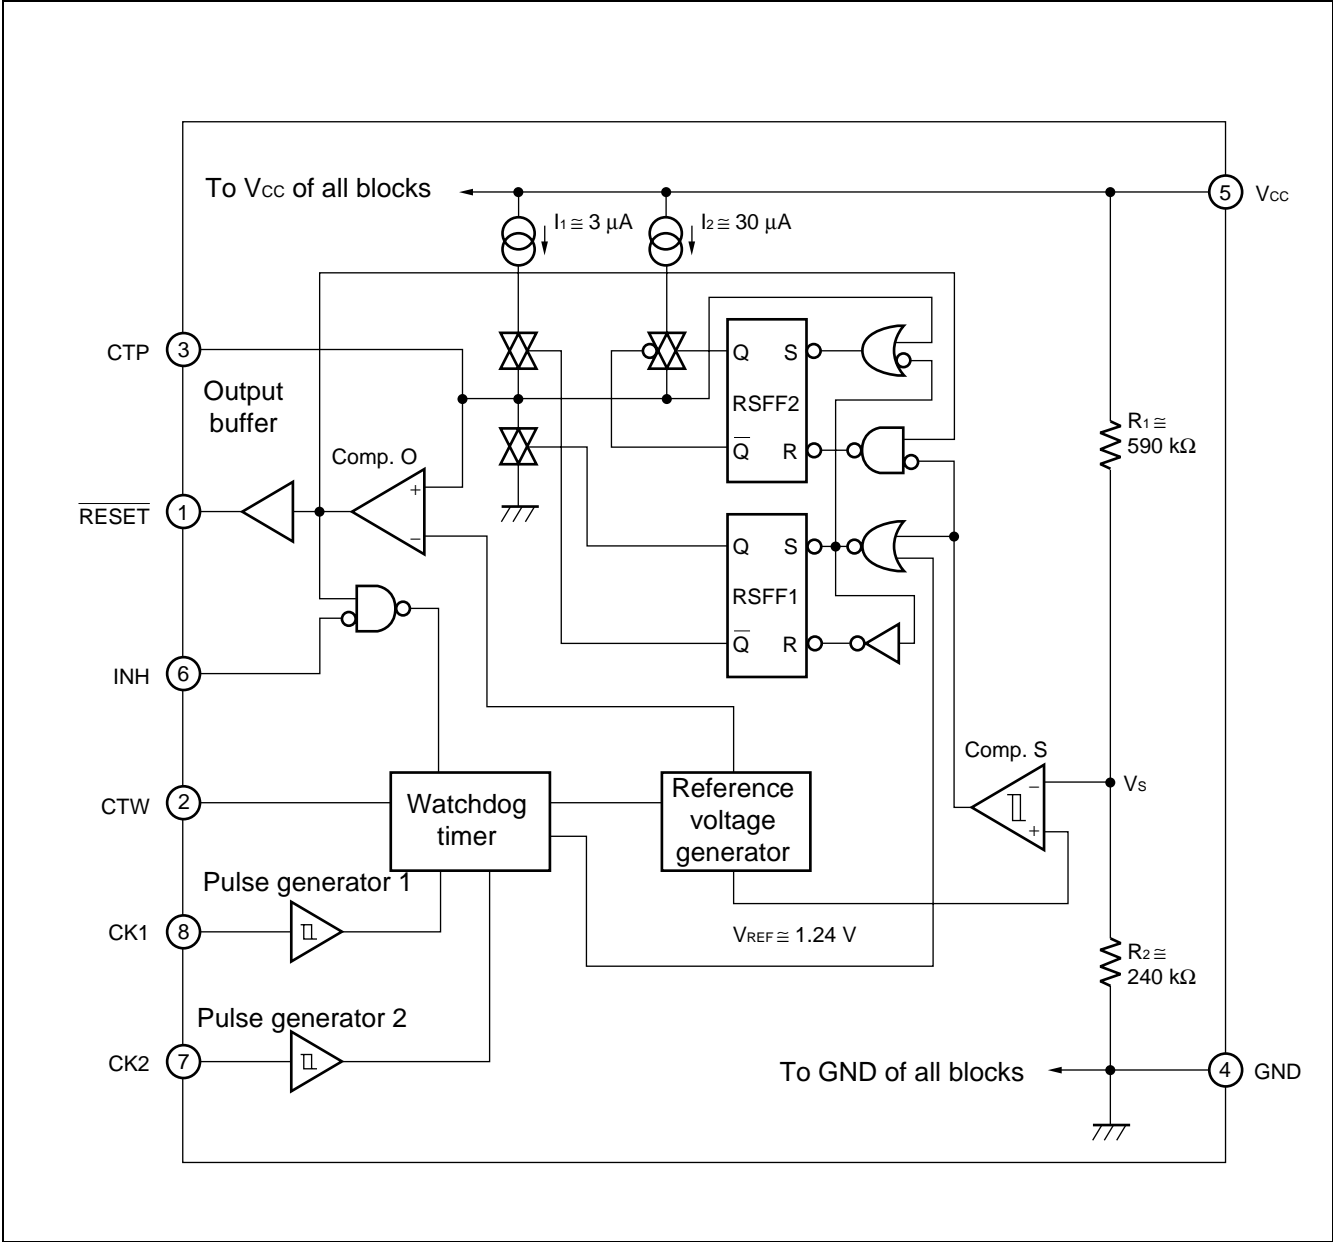 To VCC of all blocks
5
VCC
I1 ≅ 3 μA
I2 ≅ 30 μA
CTP
3
Output
buffer
Q
S
RSFF2
Q
R
R1 ≅
590 kΩ
Comp. O
+
−
RESET
1
Q
S
RSFF1
Q
R
INH
6
Comp. S
−
+
VS
CTW
2
Watchdog
timer
Reference
voltage
generator
Pulse generator 1
CK1
8
VREF ≅ 1.24 V
R2 ≅
240 kΩ
Pulse generator 2
CK2
7
To GND of all blocks
4
GND